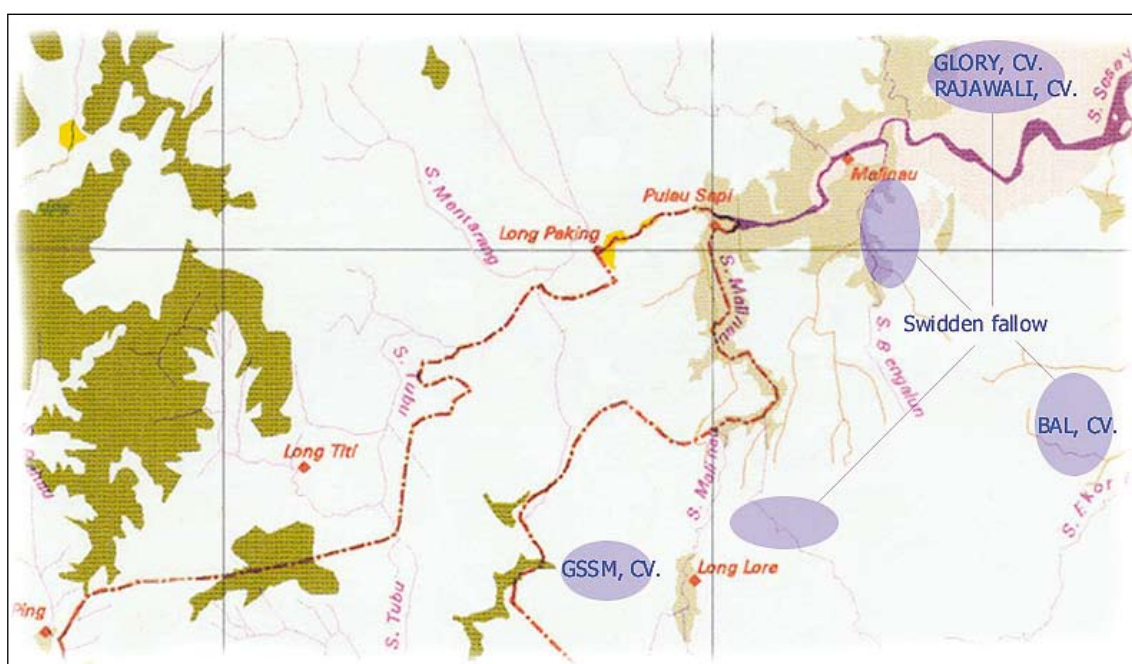 GLORY, CV.
RAJAWALI, CV.
S. Sesay
Malinau
S. Mentarang
Pulau Sapi
Long Paking
S. Malinau
Swidden fallow
S. Bengalun
S. Tubu
BAL, CV.
Long Titi
S. Malinau
GSSM, CV.
Long Lore
S. Tubu
Ping